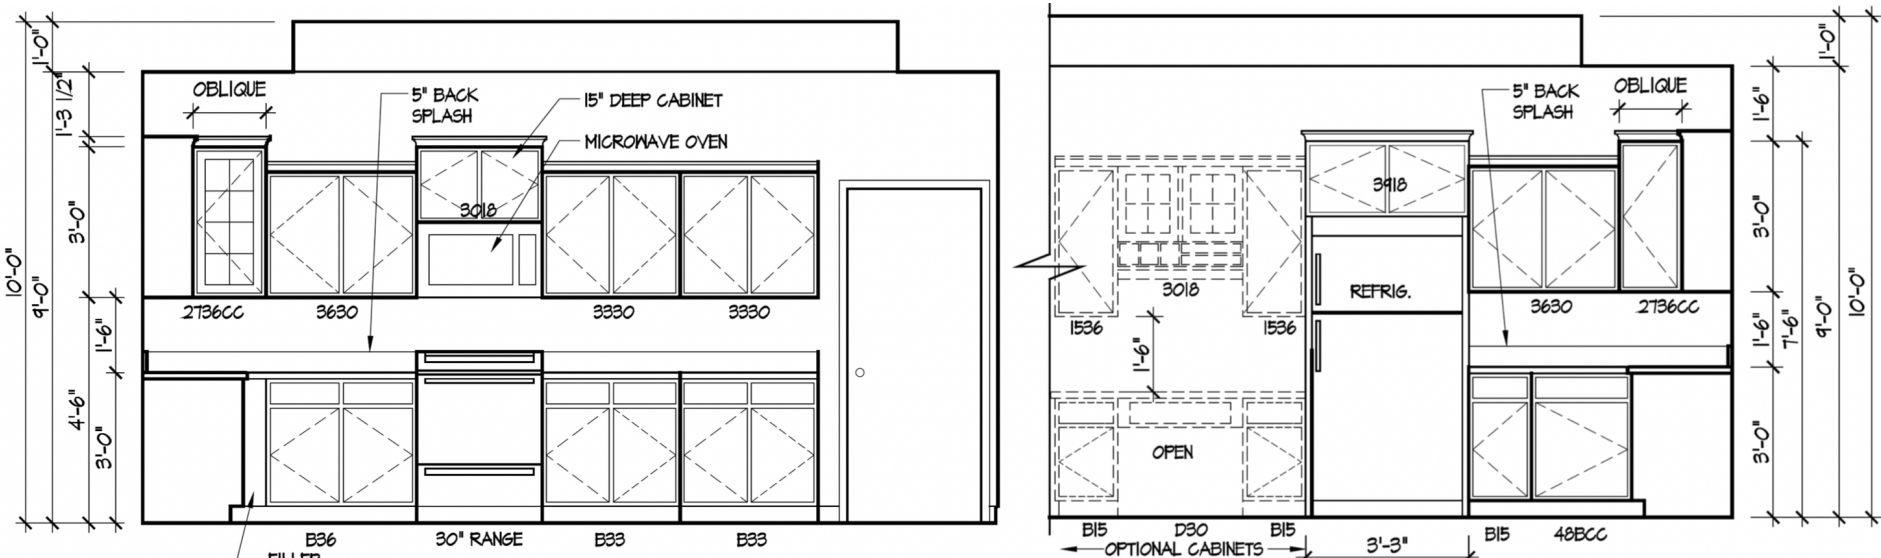 1'-0"
1'-3 1/2"
3'-0"
10'-0"
9'-0"
1'-6"
4'-6"
3'-0"
OBLIQUE
5" BACK
SPLASH
15" DEEP CABINET
MICROWAVE OVEN
3018
2736CC
3630
3330
3330
B36
30" RANGE
B33
B33
FILLER
5" BACK
SPLASH
OBLIQUE
3918
REFRIG.
3018
1536
1536
3630
2736CC
1'-6"
OPEN
B15
D30
B15
OPTIONAL CABINETS
3'-3"
B15
48BCC
1'-0"
1'-6"
3'-0"
1'-6"
7'-6"
9'-0"
10'-0"
3'-0"